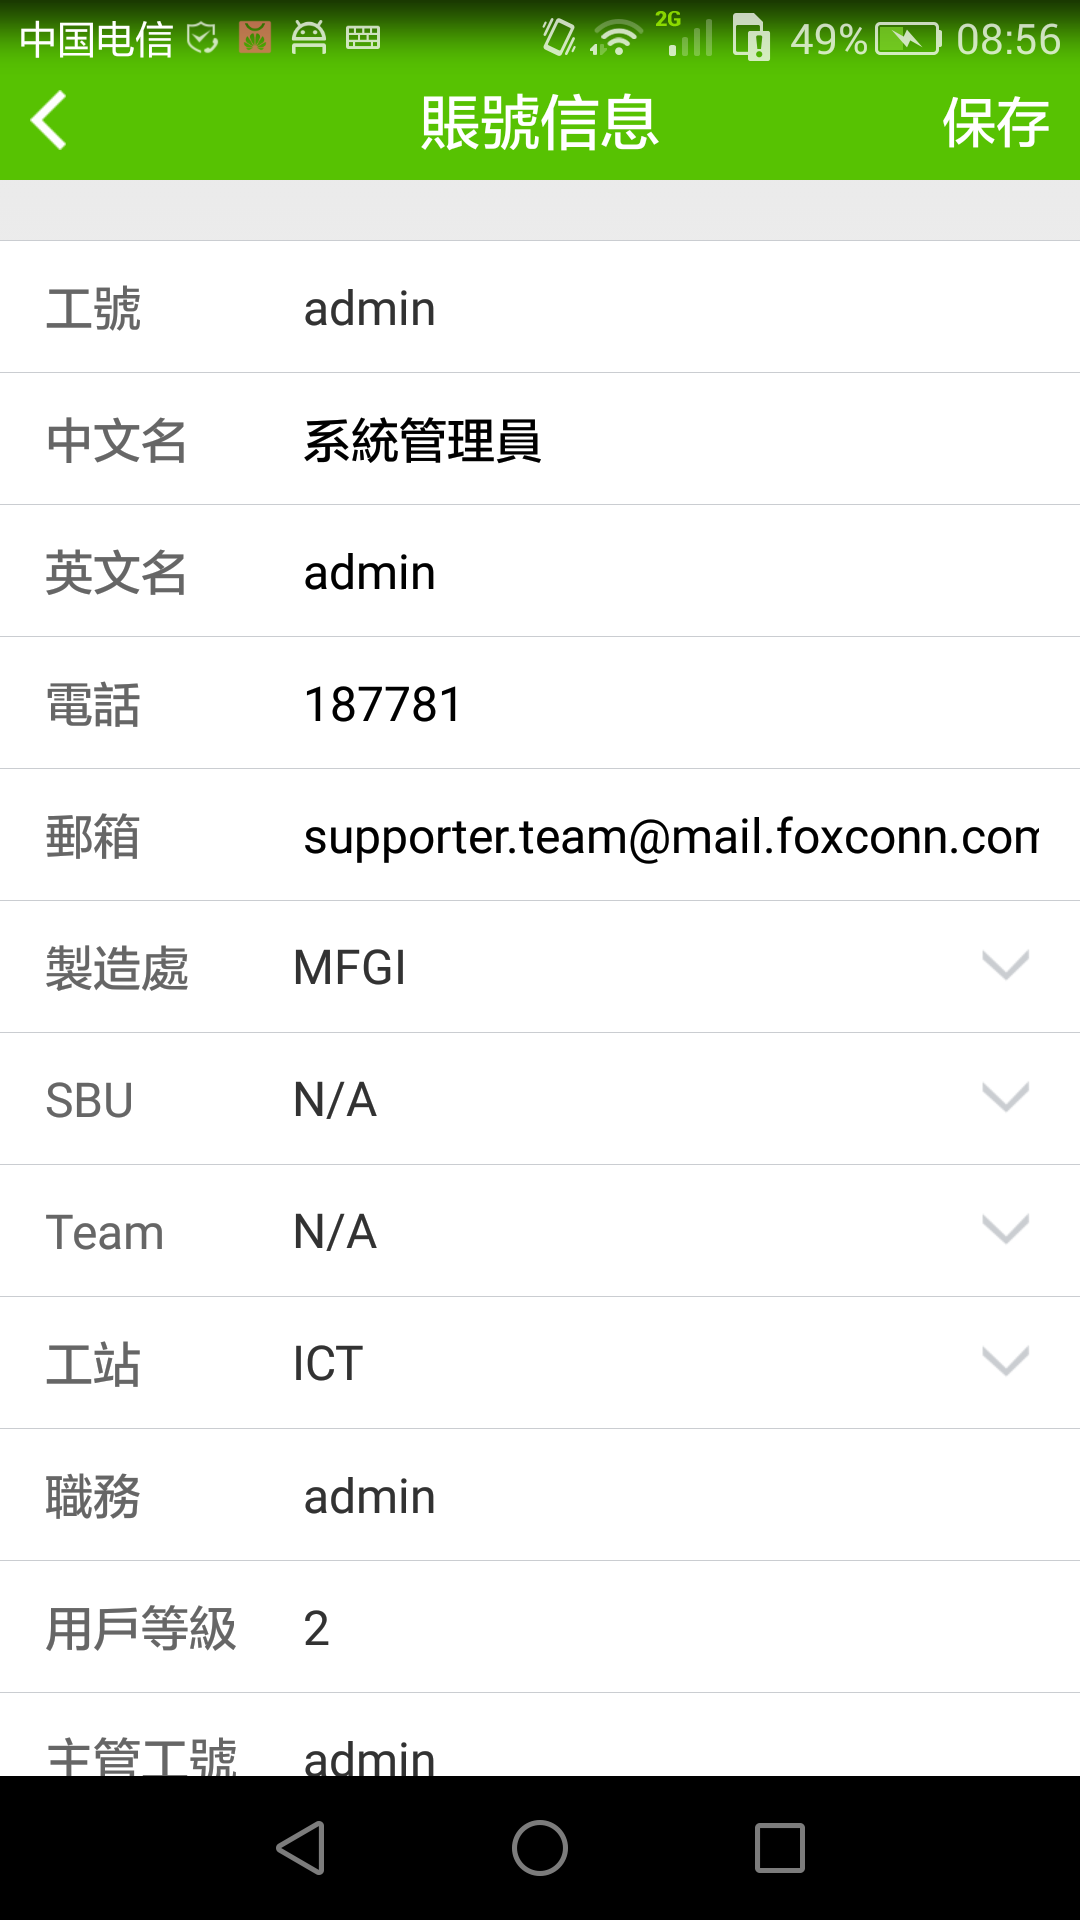 中国电信 2G 49% 08:56
賬號信息 保存
工號 admin
中文名 系統管理員
英文名 admin
電話 187781
郵箱 supporter.team@mail.foxconn.com
製造處 MFGI
SBU N/A
Team N/A
工站 ICT
職務 admin
用戶等級 2
主管工號 admin